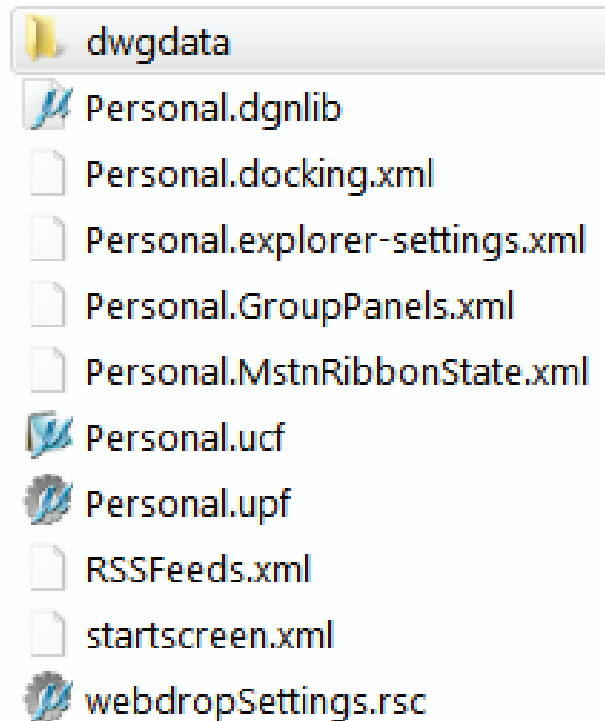 dwgdata
Personal.dgnlib
Personal.docking.xml
Personal.explorer-settings.xml
Personal.GroupPanels.xml
Personal.MstnRibbonState.xml
Personal.ucf
Personal.upf
RSSFeeds.xml
startscreen.xml
webdropSettings.rsc